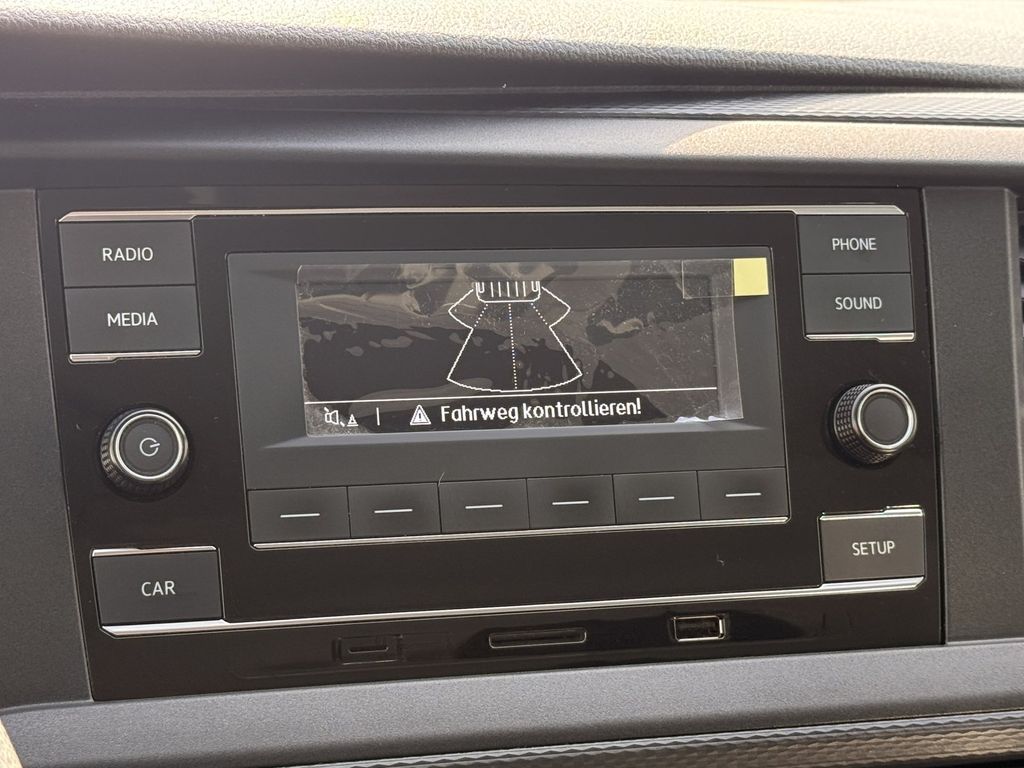 RADIO
MEDIA
PHONE
SOUND
Fahrweg kontrollieren!
CAR
SETUP